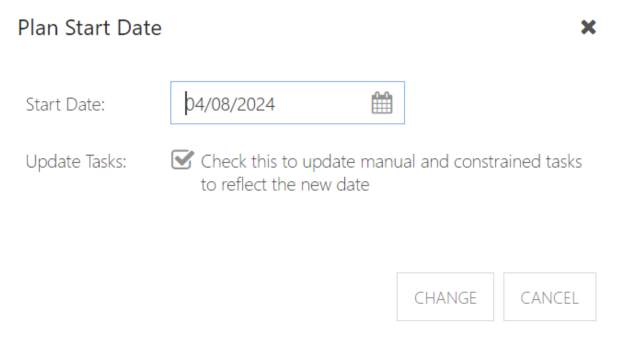 Plan Start Date
Start Date:
04/08/2024
Update Tasks:
Check this to update manual and constrained tasks
to reflect the new date
CHANGE
CANCEL